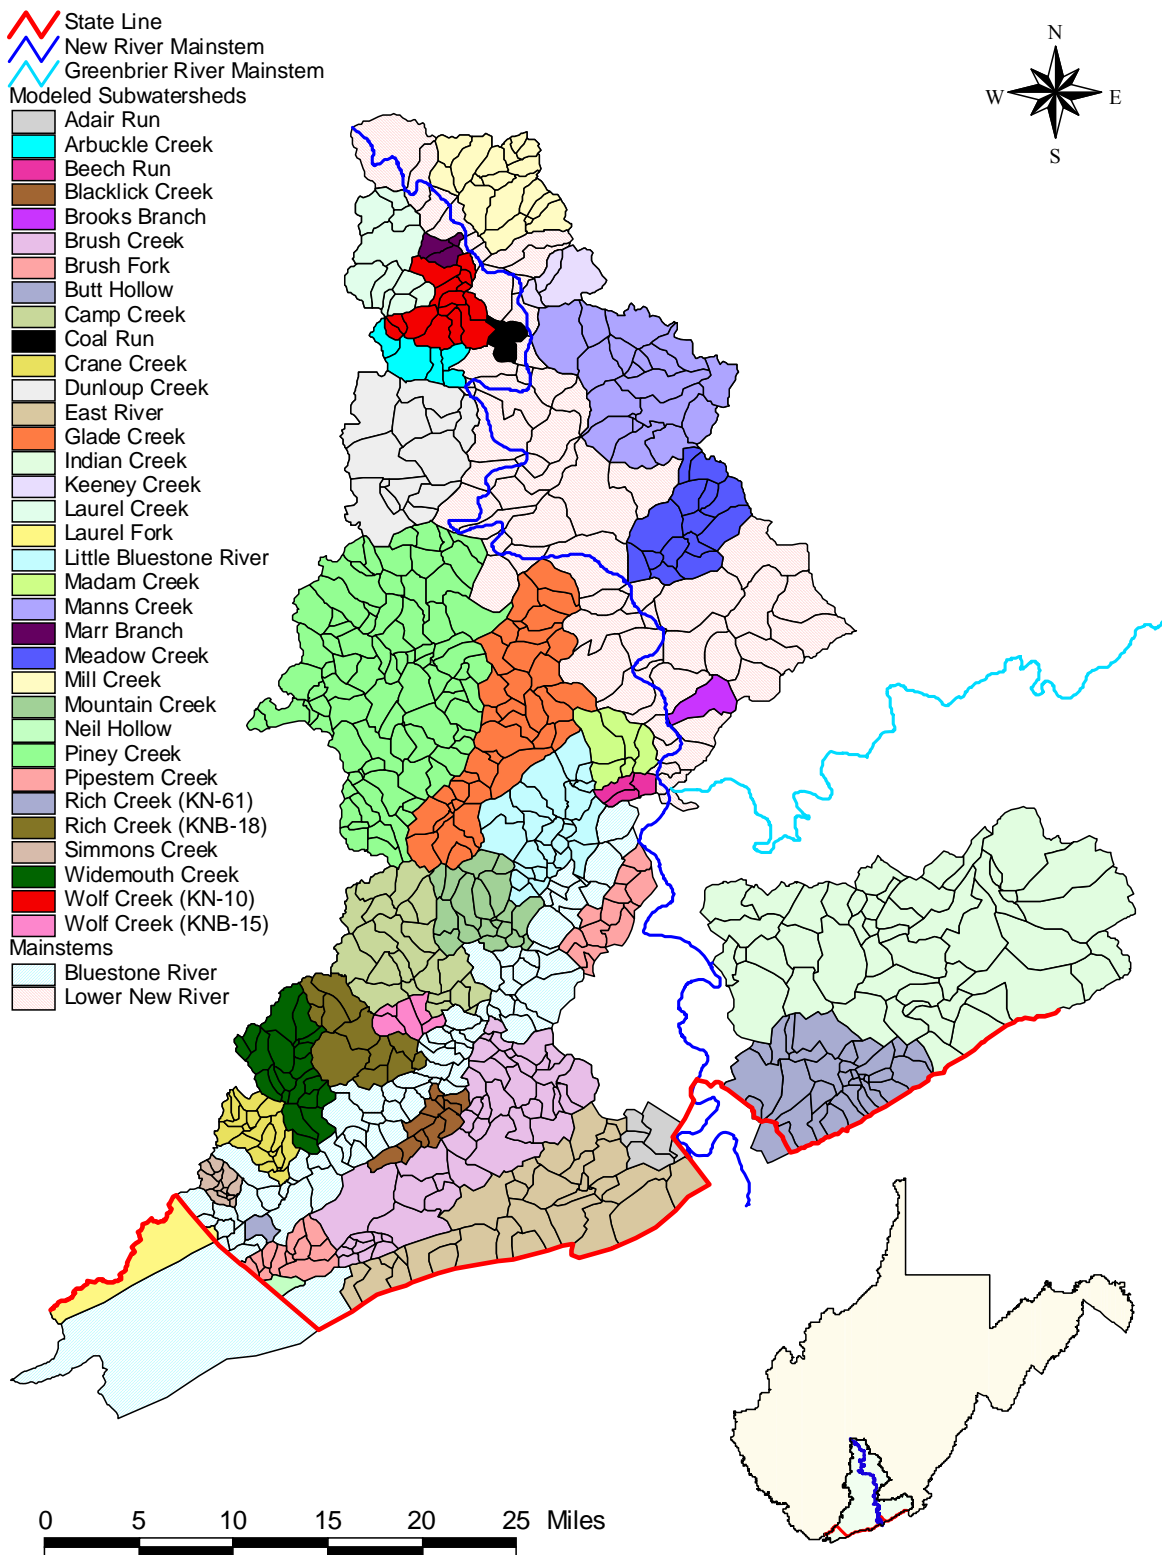 State Line
New River Mainstem
Greenbrier River Mainstem
Modeled Subwatersheds
Adair Run
Arbuckle Creek
Beech Run
Blacklick Creek
Brooks Branch
Brush Creek
Brush Fork
Butt Hollow
Camp Creek
Coal Run
Crane Creek
Dunloup Creek
East River
Glade Creek
Indian Creek
Keeney Creek
Laurel Creek
Laurel Fork
Little Bluestone River
Madam Creek
Manns Creek
Marr Branch
Meadow Creek
Mill Creek
Mountain Creek
Neil Hollow
Piney Creek
Pipestem Creek
Rich Creek (KN-61)
Rich Creek (KNB-18)
Simmons Creek
Widemouth Creek
Wolf Creek (KN-10)
Wolf Creek (KNB-15)
Mainstems
Bluestone River
Lower New River
N
W E
S
0 5 10 15 20 25 Miles